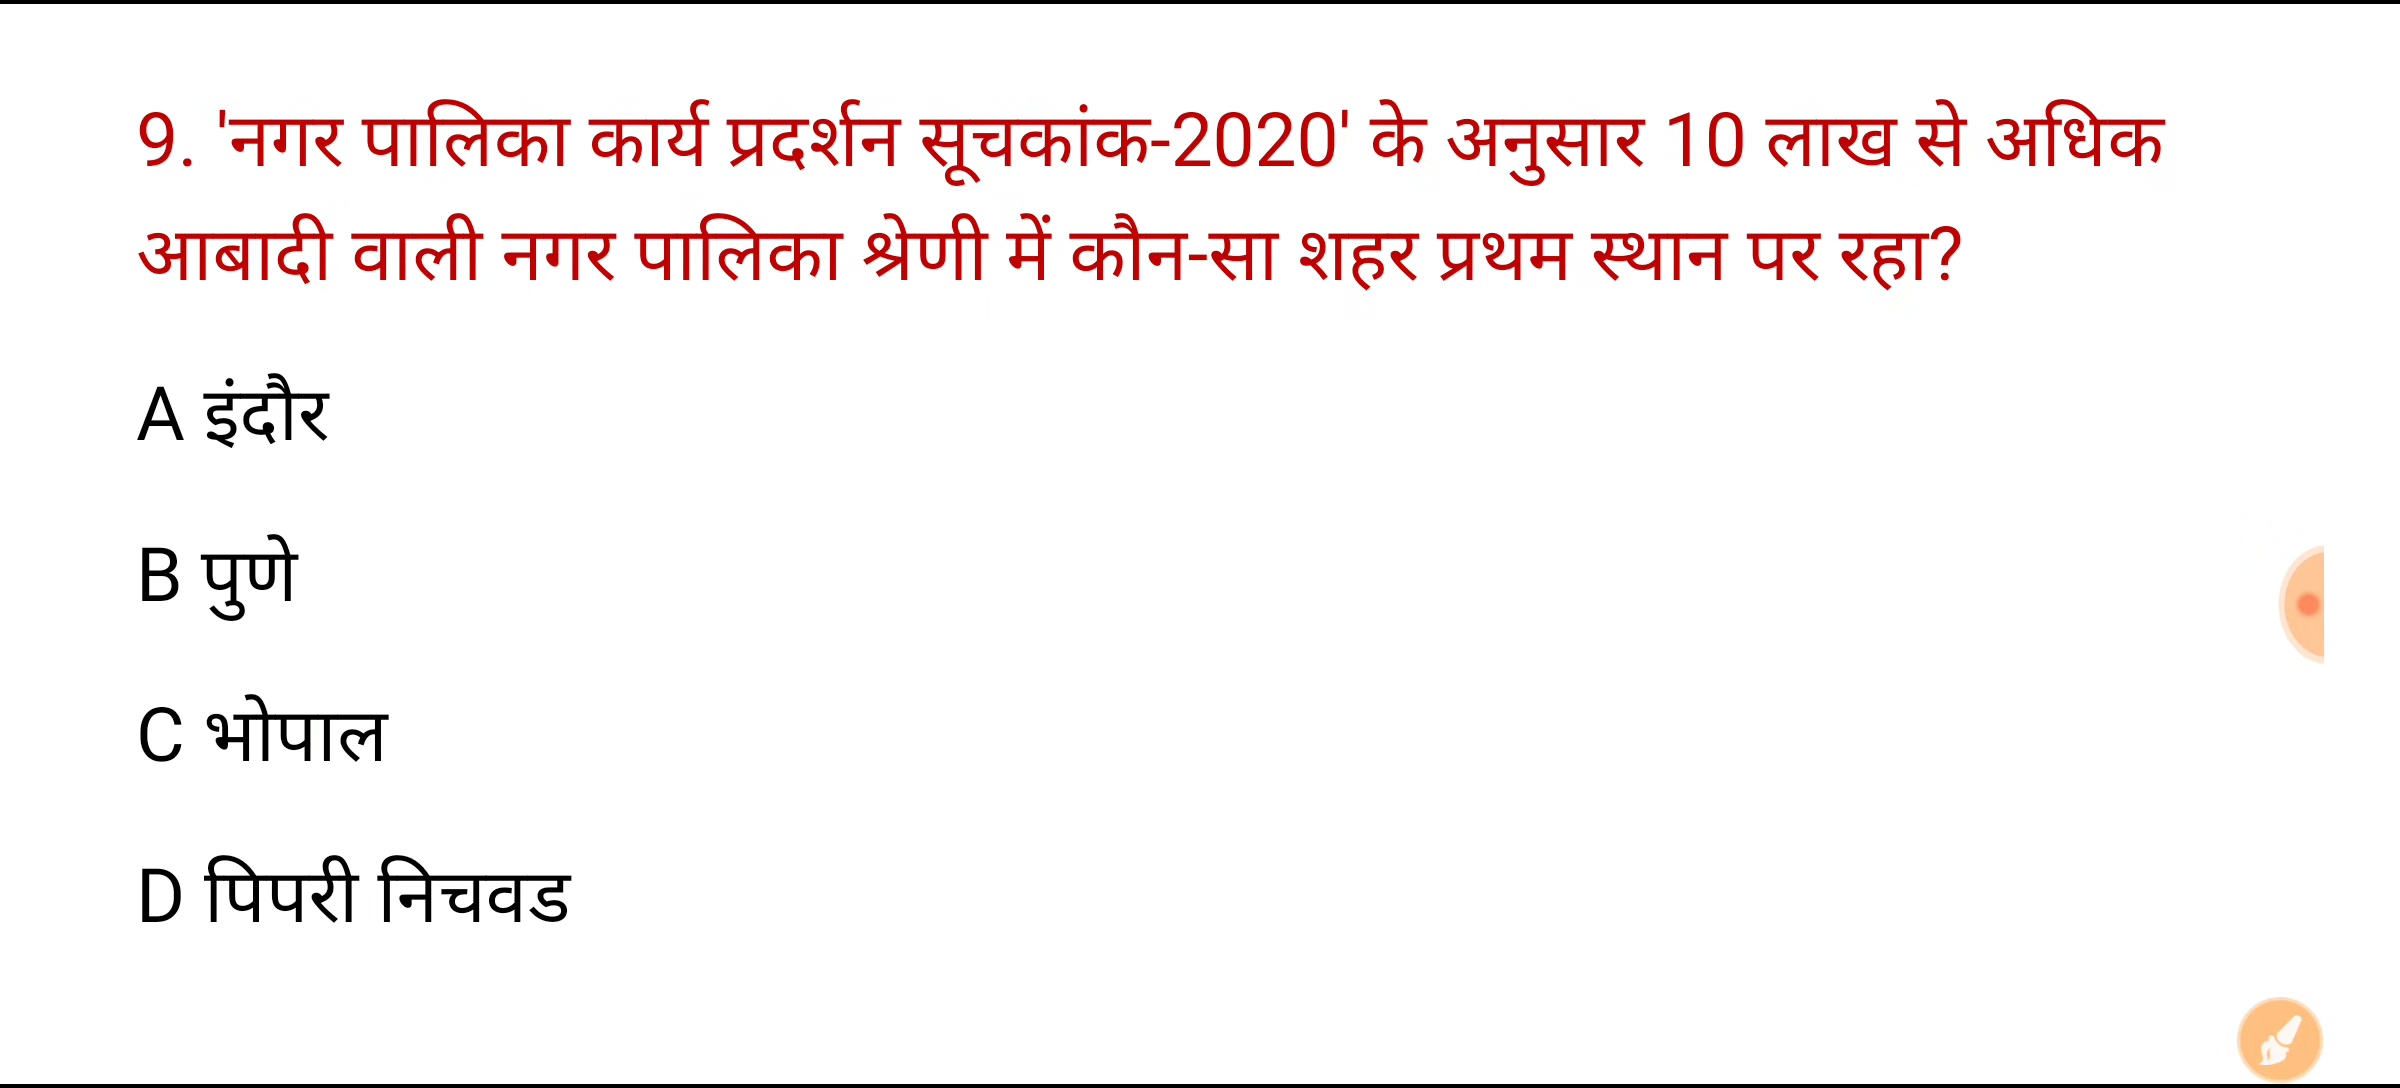 9. 'नगर पालिका कार्य प्रदर्शन सूचकांक-2020' के अनुसार 10 लाख से अधिक
आबादी वाली नगर पालिका श्रेणी में कौन-सा शहर प्रथम स्थान पर रहा?
A इंदौर
B पुणे
C भोपाल
D पिपरी निचवड